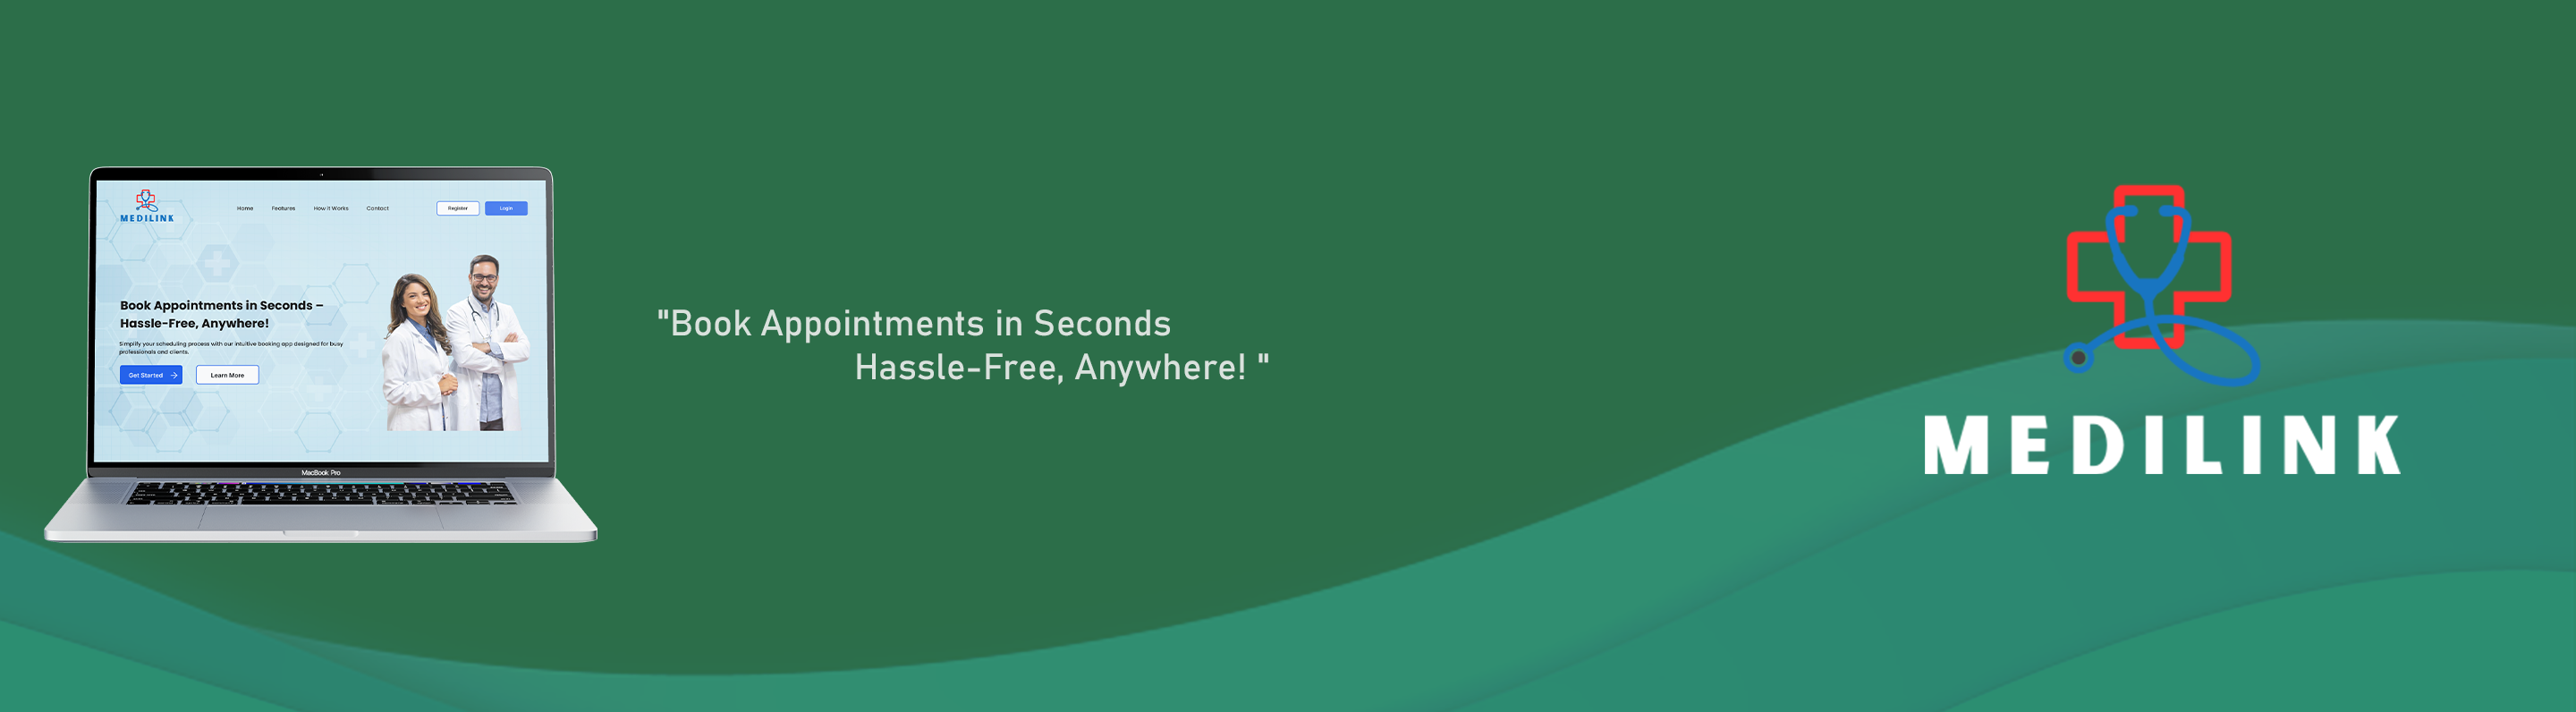 MEDILINK
Home Features How it Works Contact Register Login
Book Appointments in Seconds –
Hassle-Free, Anywhere!
Simplify your scheduling process with our intuitive booking app designed for busy
professionals and clients.
Get Started → Learn More
MacBook Pro
"Book Appointments in Seconds
Hassle-Free, Anywhere! "
MEDILINK